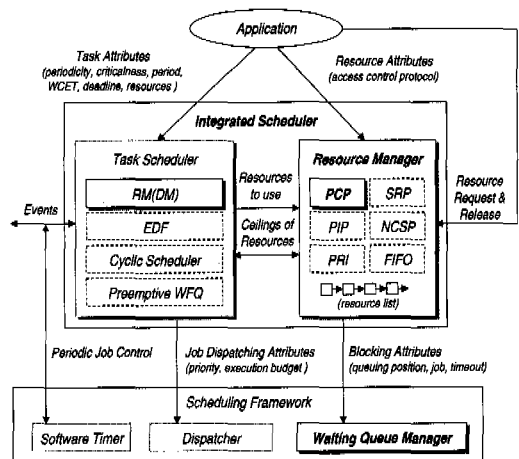 Application
Task Attributes
(periodicity, criticalness, period,
WCET, deadline, resources )
Resource Attributes
(access control protocol)
Integrated Scheduler
Task Scheduler
RM(DM)
EDF
Cyclic Scheduler
Preemptive WFQ
Resources
to use
Ceilings of
Resources
Resource Manager
PCP
SRP
PIP
NCSP
PRI
FIFO
(resource list)
Resource
Request &
Release
Events
Periodic Job Control
Job Dispatching Attributes
(priority, execution budget )
Blocking Attributes
(queuing position, job, timeout)
Scheduling Framework
Software Timer
Dispatcher
Waiting Queue Manager